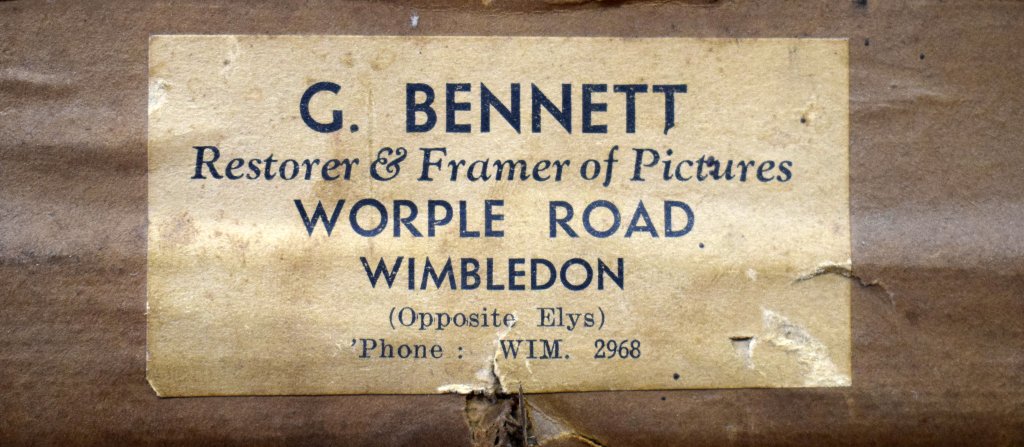 G. BENNETT
Restorer & Framer of Pictures
WORPLE ROAD
WIMBLEDON
(Opposite Elys)
'Phone : WIM. 2968